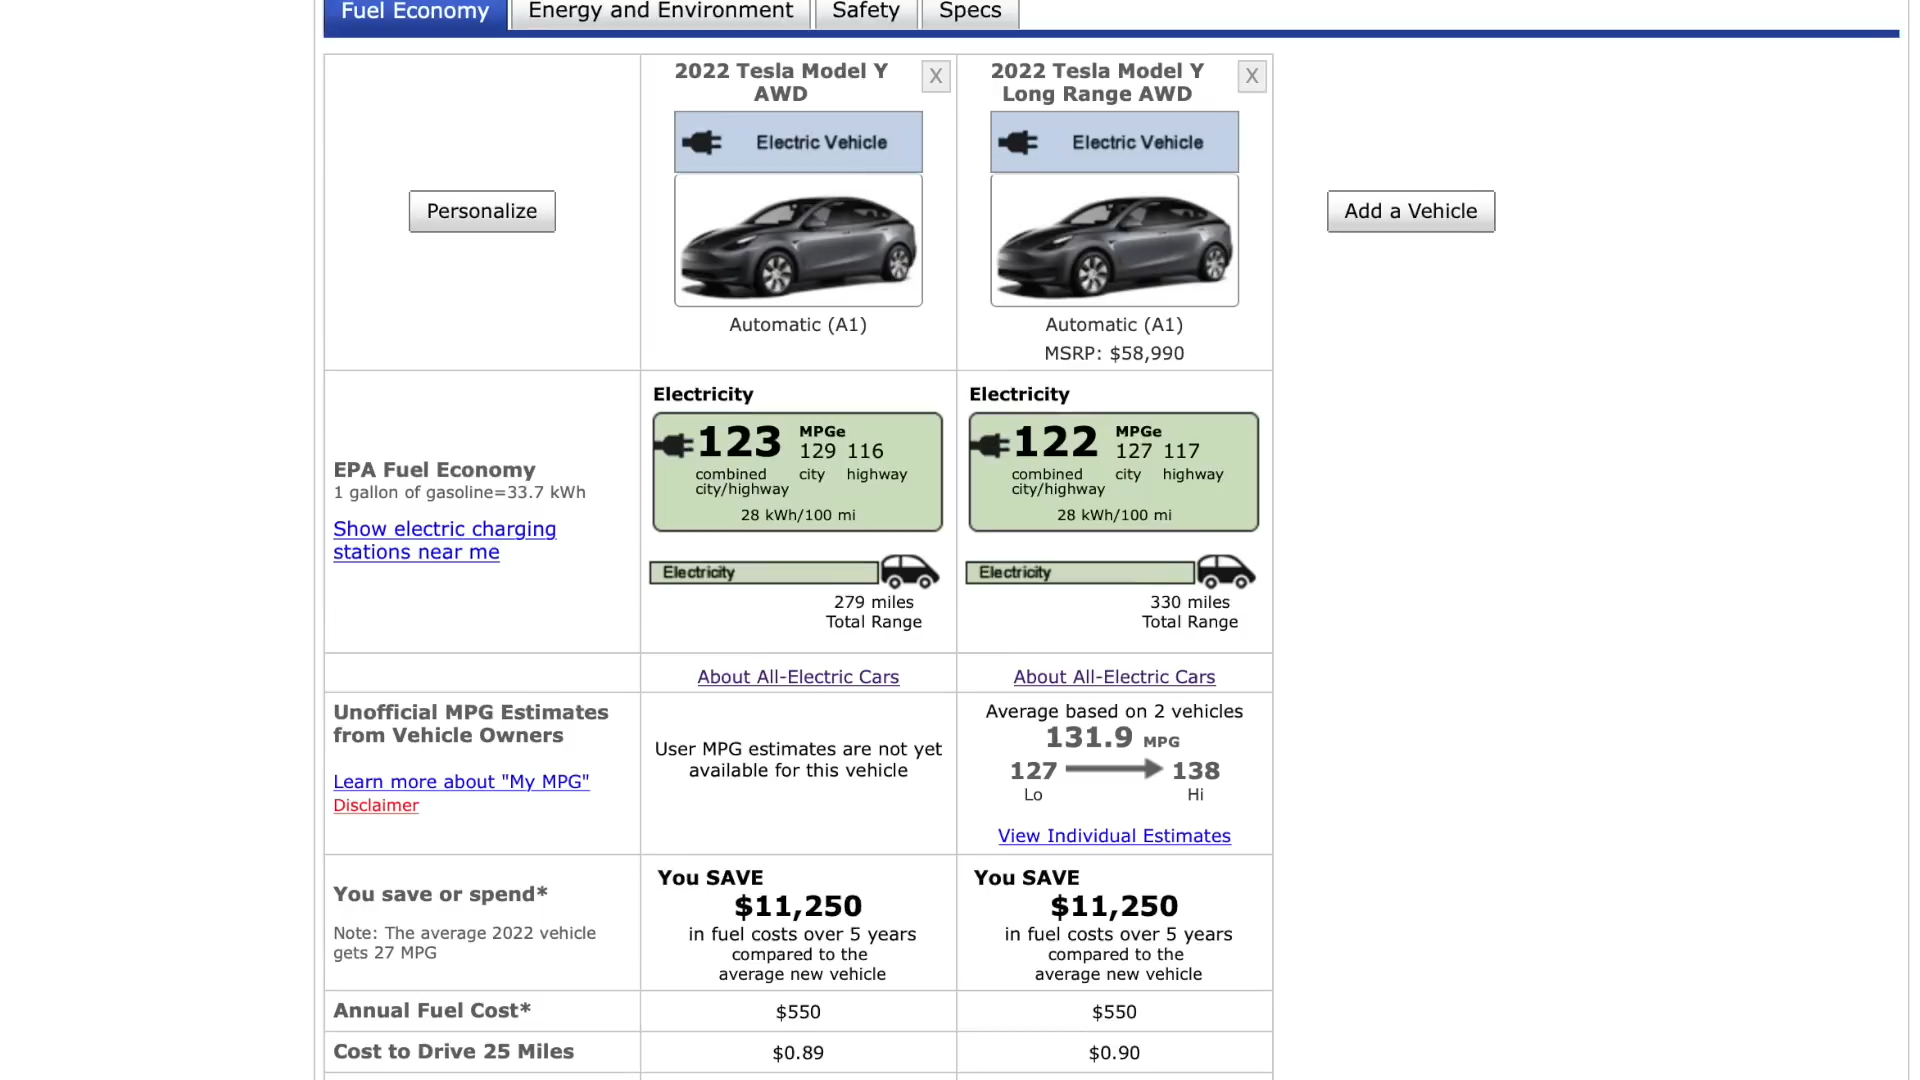 Fuel Economy
Energy and Environment
Safety
Specs
2022 Tesla Model Y
AWD
X
2022 Tesla Model Y
Long Range AWD
X
Electric Vehicle
Electric Vehicle
Personalize
Add a Vehicle
Automatic (A1)
Automatic (A1)
MSRP: $58,990
EPA Fuel Economy
1 gallon of gasoline=33.7 kWh
Show electric charging
stations near me
Electricity
123 MPGe
129 116
combined city highway
city/highway
28 kWh/100 mi
Electricity
279 miles
Total Range
Electricity
122 MPGe
127 117
combined city highway
city/highway
28 kWh/100 mi
Electricity
330 miles
Total Range
About All-Electric Cars
About All-Electric Cars
Unofficial MPG Estimates
from Vehicle Owners
Learn more about "My MPG"
Disclaimer
User MPG estimates are not yet
available for this vehicle
Average based on 2 vehicles
131.9 MPG
127 138
Lo Hi
View Individual Estimates
You save or spend*
Note: The average 2022 vehicle
gets 27 MPG
You SAVE
$11,250
in fuel costs over 5 years
compared to the
average new vehicle
You SAVE
$11,250
in fuel costs over 5 years
compared to the
average new vehicle
Annual Fuel Cost*
$550
$550
Cost to Drive 25 Miles
$0.89
$0.90